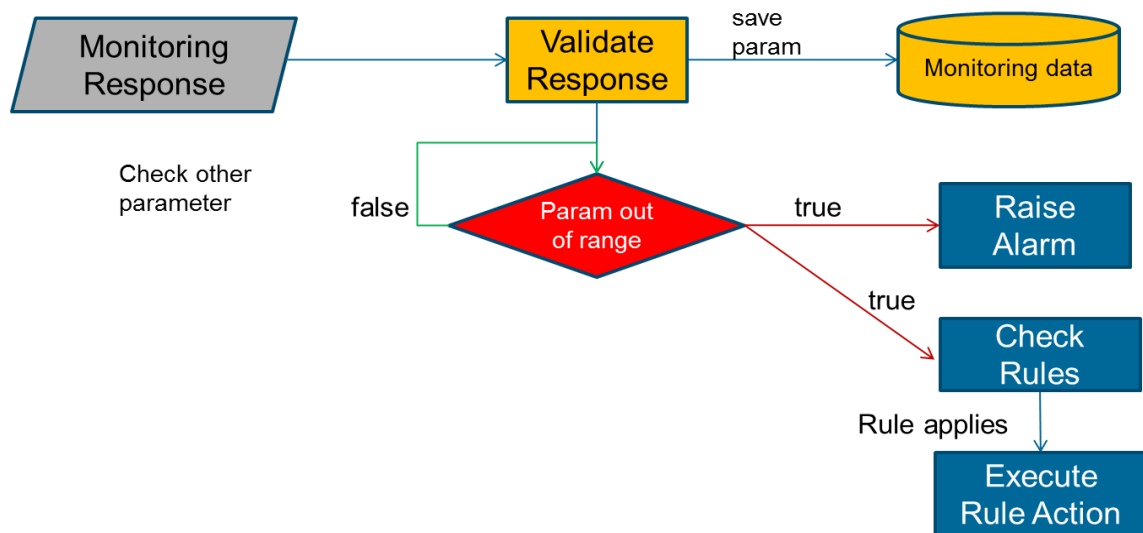 Monitoring
Response
Validate
Response
save
param
Monitoring data
Check other
parameter
false
Param out
of range
true
Raise
Alarm
true
Check
Rules
Rule applies
Execute
Rule Action